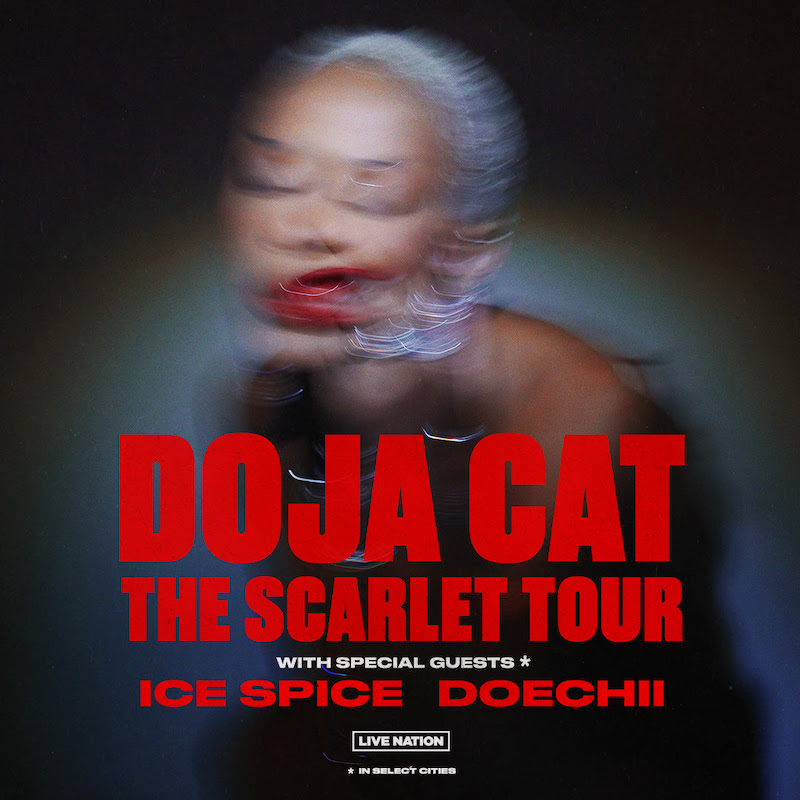 DOJA CAT
THE SCARLET TOUR
WITH SPECIAL GUESTS *
ICE SPICE DOECHII
LIVE NATION
* IN SELECT CITIES